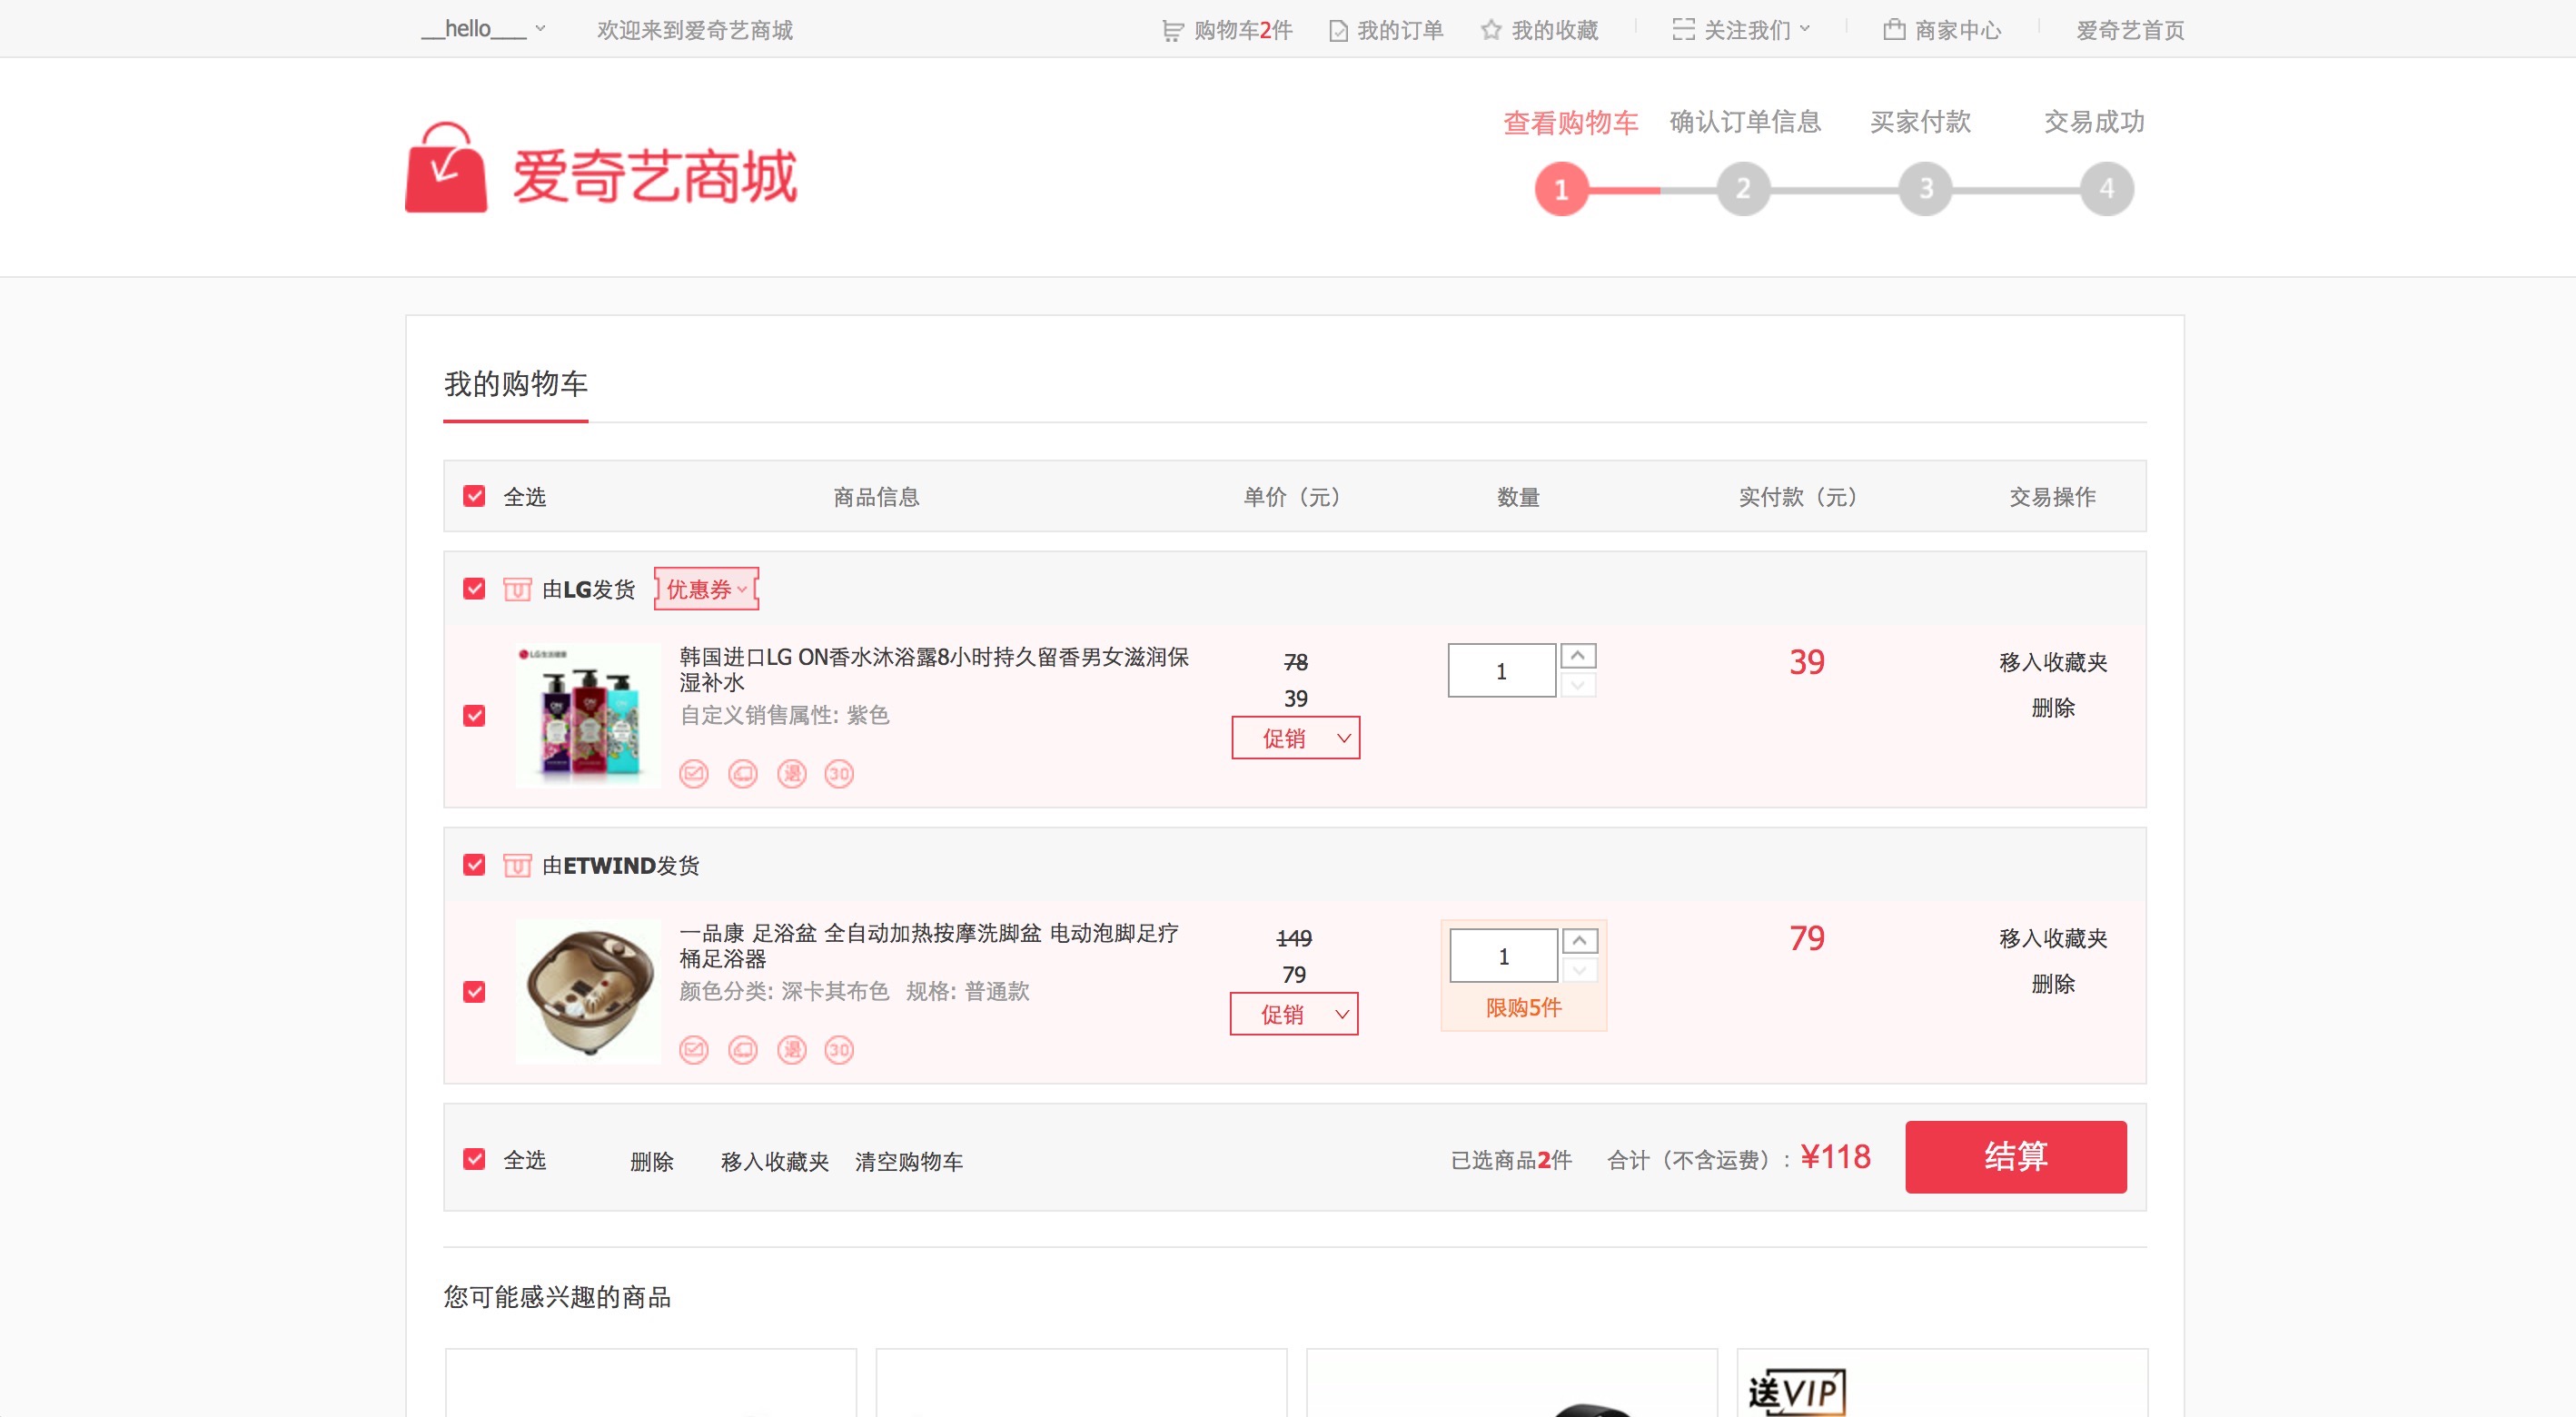 __hello___ 欢迎来到爱奇艺商城 购物车2件 我的订单 我的收藏 关注我们 商家中心 爱奇艺首页
爱奇艺商城
查看购物车 确认订单信息 买家付款 交易成功
1 2 3 4
我的购物车
全选 商品信息 单价（元） 数量 实付款（元） 交易操作
由LG发货 优惠券
LG生活健康
韩国进口LG ON香水沐浴露8小时持久留香男女滋润保
湿补水
自定义销售属性: 紫色
退 30
78
39
促销
1
39
移入收藏夹
删除
由ETWIND发货
一品康 足浴盆 全自动加热按摩洗脚盆 电动泡脚足疗
桶足浴器
颜色分类: 深卡其布色 规格: 普通款
退 30
149
79
促销
1
限购5件
79
移入收藏夹
删除
全选 删除 移入收藏夹 清空购物车 已选商品2件 合计（不含运费）: ¥118 结算
您可能感兴趣的商品
送VIP